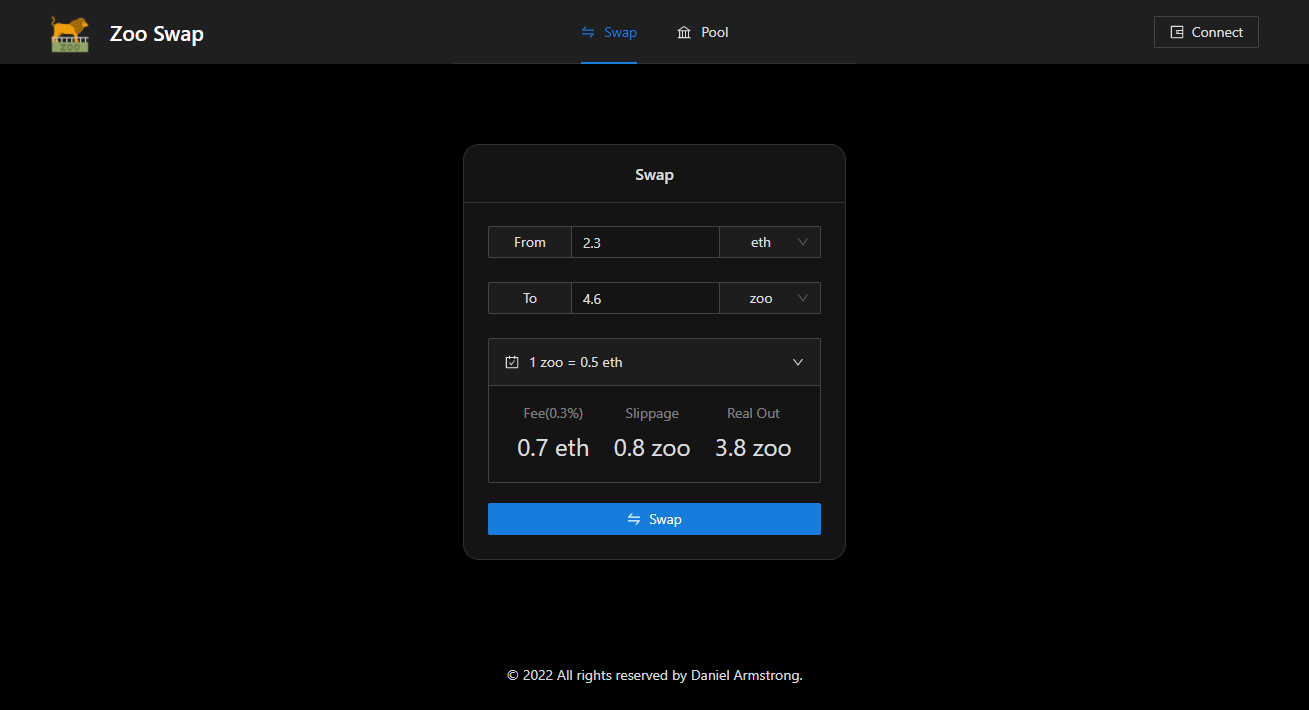 ZOO
Zoo Swap
Swap
Pool
Connect
Swap
From 2.3 eth
To 4.6 zoo
1 zoo = 0.5 eth
Fee(0.3%) Slippage Real Out
0.7 eth 0.8 zoo 3.8 zoo
Swap
© 2022 All rights reserved by Daniel Armstrong.